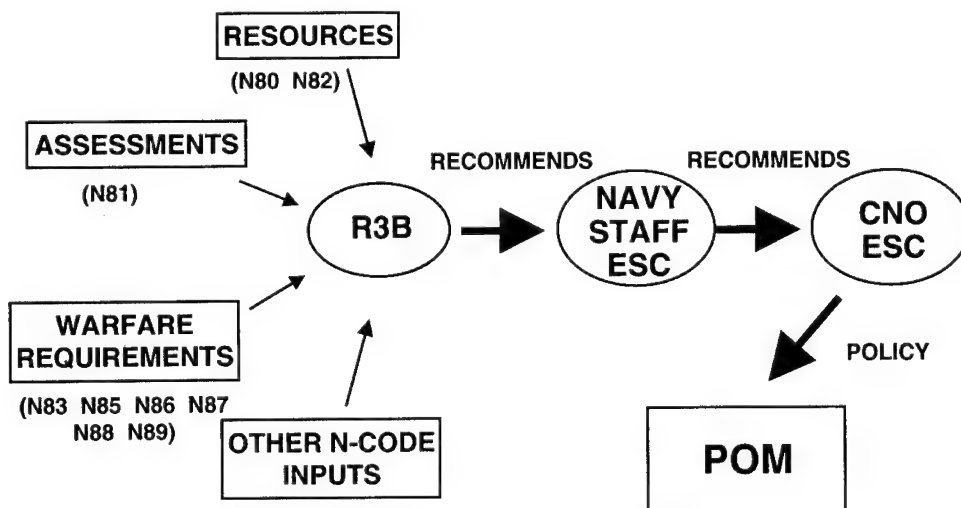 RESOURCES
(N80 N82)
ASSESSMENTS
(N81)
WARFARE
REQUIREMENTS
(N83 N85 N86 N87
N88 N89)
OTHER N-CODE
INPUTS
R3B
RECOMMENDS
NAVY
STAFF
ESC
RECOMMENDS
CNO
ESC
POLICY
POM